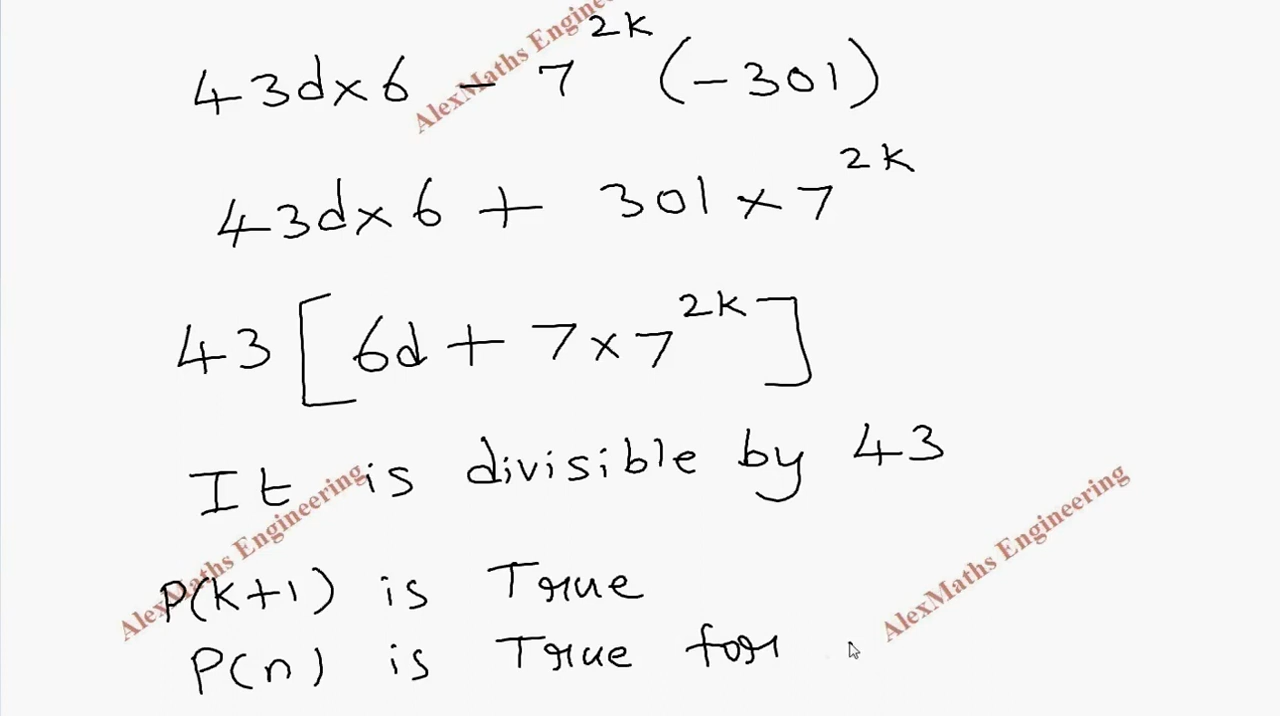 43d×6 - 7^2k (-301)
43d×6 + 301 × 7^2k
43 [6d + 7×7^2k]
It is divisible by 43
P(k+1) is True
P(n) is True for
AlexMaths Engineering
AlexMaths Engineering
AlexMaths Engineering